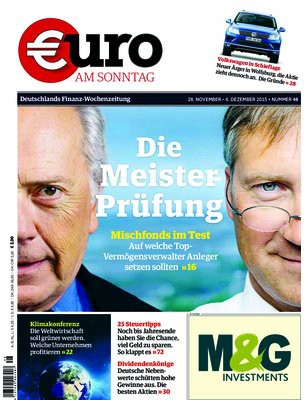 €uro
AM SONNTAG
Volkswagen in Schieflage
Neuer Ärger in Wolfsburg, die Aktie
zieht dennoch an. Die Gründe »28
Deutschlands Finanz-Wochenzeitung
28. NOVEMBER - 4. DEZEMBER 2015 • NUMMER 48
Die
Meister-
Prüfung
Mischfonds im Test
Auf welche Top-
Vermögensverwalter Anleger
setzen sollten »16
Klimakonferenz
Die Weltwirtschaft
soll grüner werden.
Welche Unternehmen
profitieren »22
25 Steuertipps
Noch bis Jahresende
haben Sie die Chance,
viel Geld zu sparen.
So klappt es »72
Dividendenkönige
Deutsche Neben-
werte schütten hohe
Gewinne aus. Die
besten Aktien »30
Anzeige
M&G
INVESTMENTS